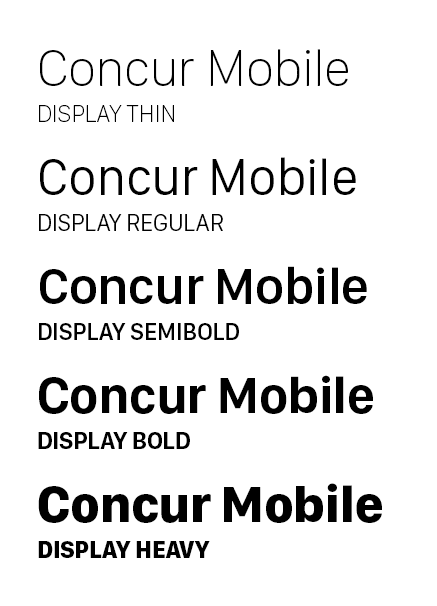 Concur Mobile
DISPLAY THIN
Concur Mobile
DISPLAY REGULAR
Concur Mobile
DISPLAY SEMIBOLD
Concur Mobile
DISPLAY BOLD
Concur Mobile
DISPLAY HEAVY